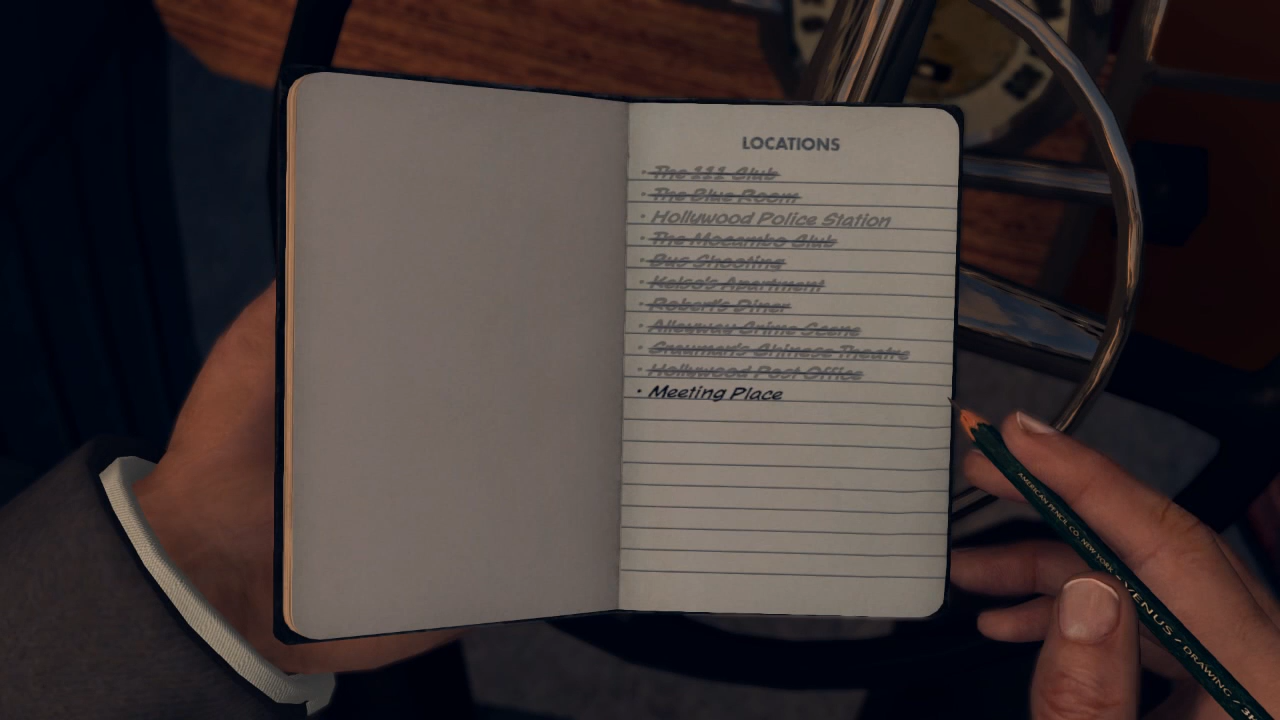 LOCATIONS
• The 111 Club
• The Blue Room
• Hollywood Police Station
• The Mocambo Club
• Bus Shooting
• Kelso's Apartment
• Robert's Diner
• Alleyway Crime Scene
• Grauman's Chinese Theatre
• Hollywood Post Office
• Meeting Place
AMERICAN PENCIL CO. NEW YORK • VENUS / DRAWING / 3H